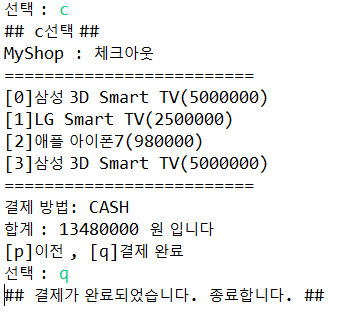 선택 : c
## c선택 ##
MyShop : 체크아웃
=========================
[0]삼성 3D Smart TV(5000000)
[1]LG Smart TV(2500000)
[2]애플 아이폰7(980000)
[3]삼성 3D Smart TV(5000000)
=========================
결제 방법: CASH
합계 : 13480000 원 입니다
[p]이전 , [q]결제 완료
선택 : q
## 결제가 완료되었습니다. 종료합니다. ##